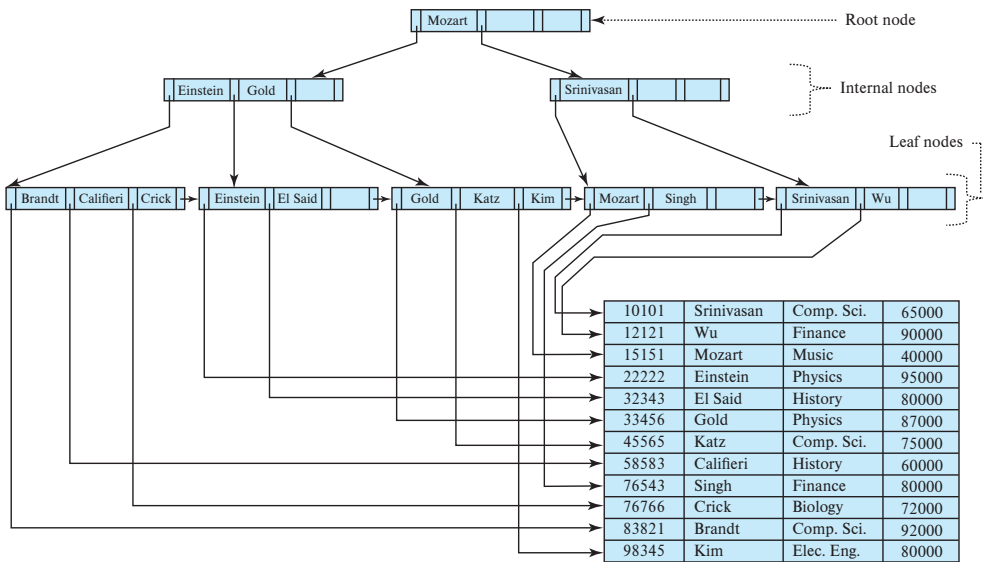 Mozart
Root node
Einstein Gold
Srinivasan
Internal nodes
Leaf nodes
Brandt Califieri Crick
Einstein El Said
Gold Katz Kim
Mozart Singh
Srinivasan Wu
10101 Srinivasan Comp. Sci. 65000
12121 Wu Finance 90000
15151 Mozart Music 40000
22222 Einstein Physics 95000
32343 El Said History 80000
33456 Gold Physics 87000
45565 Katz Comp. Sci. 75000
58583 Califieri History 60000
76543 Singh Finance 80000
76766 Crick Biology 72000
83821 Brandt Comp. Sci. 92000
98345 Kim Elec. Eng. 80000